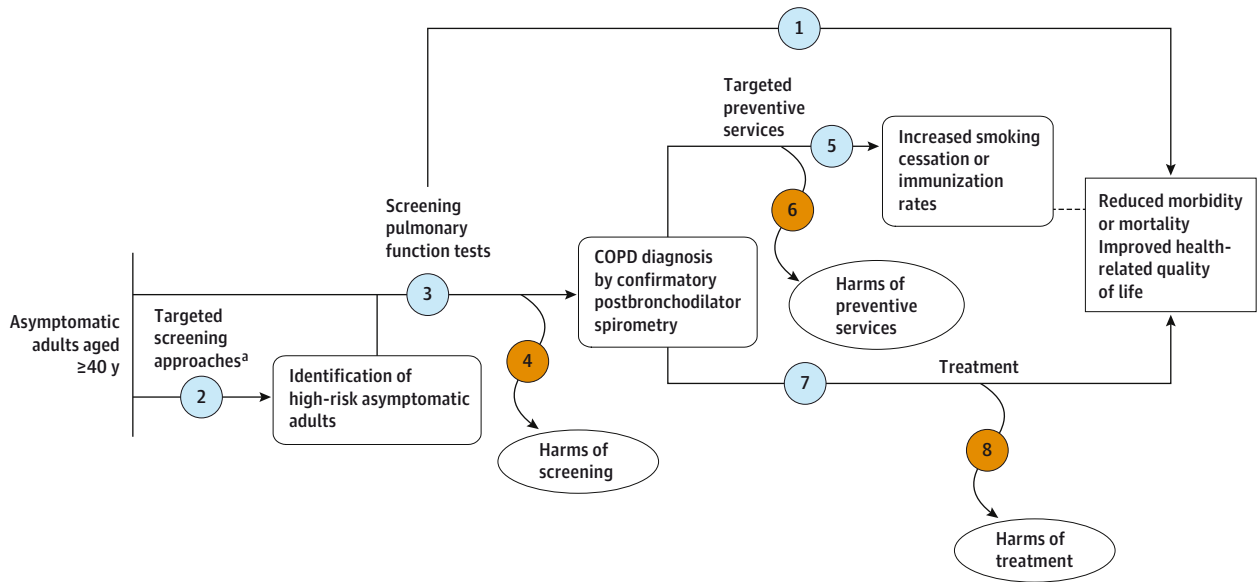 1
Targeted
preventive
services
5
Increased smoking
cessation or
immunization
rates
6
Harms of
preventive
services
Screening
pulmonary
function tests
3
4
Harms of
screening
COPD diagnosis
by confirmatory
postbronchodilator
spirometry
Reduced morbidity
or mortality
Improved health-
related quality
of life
Asymptomatic
adults aged
≥40 y
Targeted
screening
approachesᵃ
2
Identification of
high-risk asymptomatic
adults
7
Treatment
8
Harms of
treatment